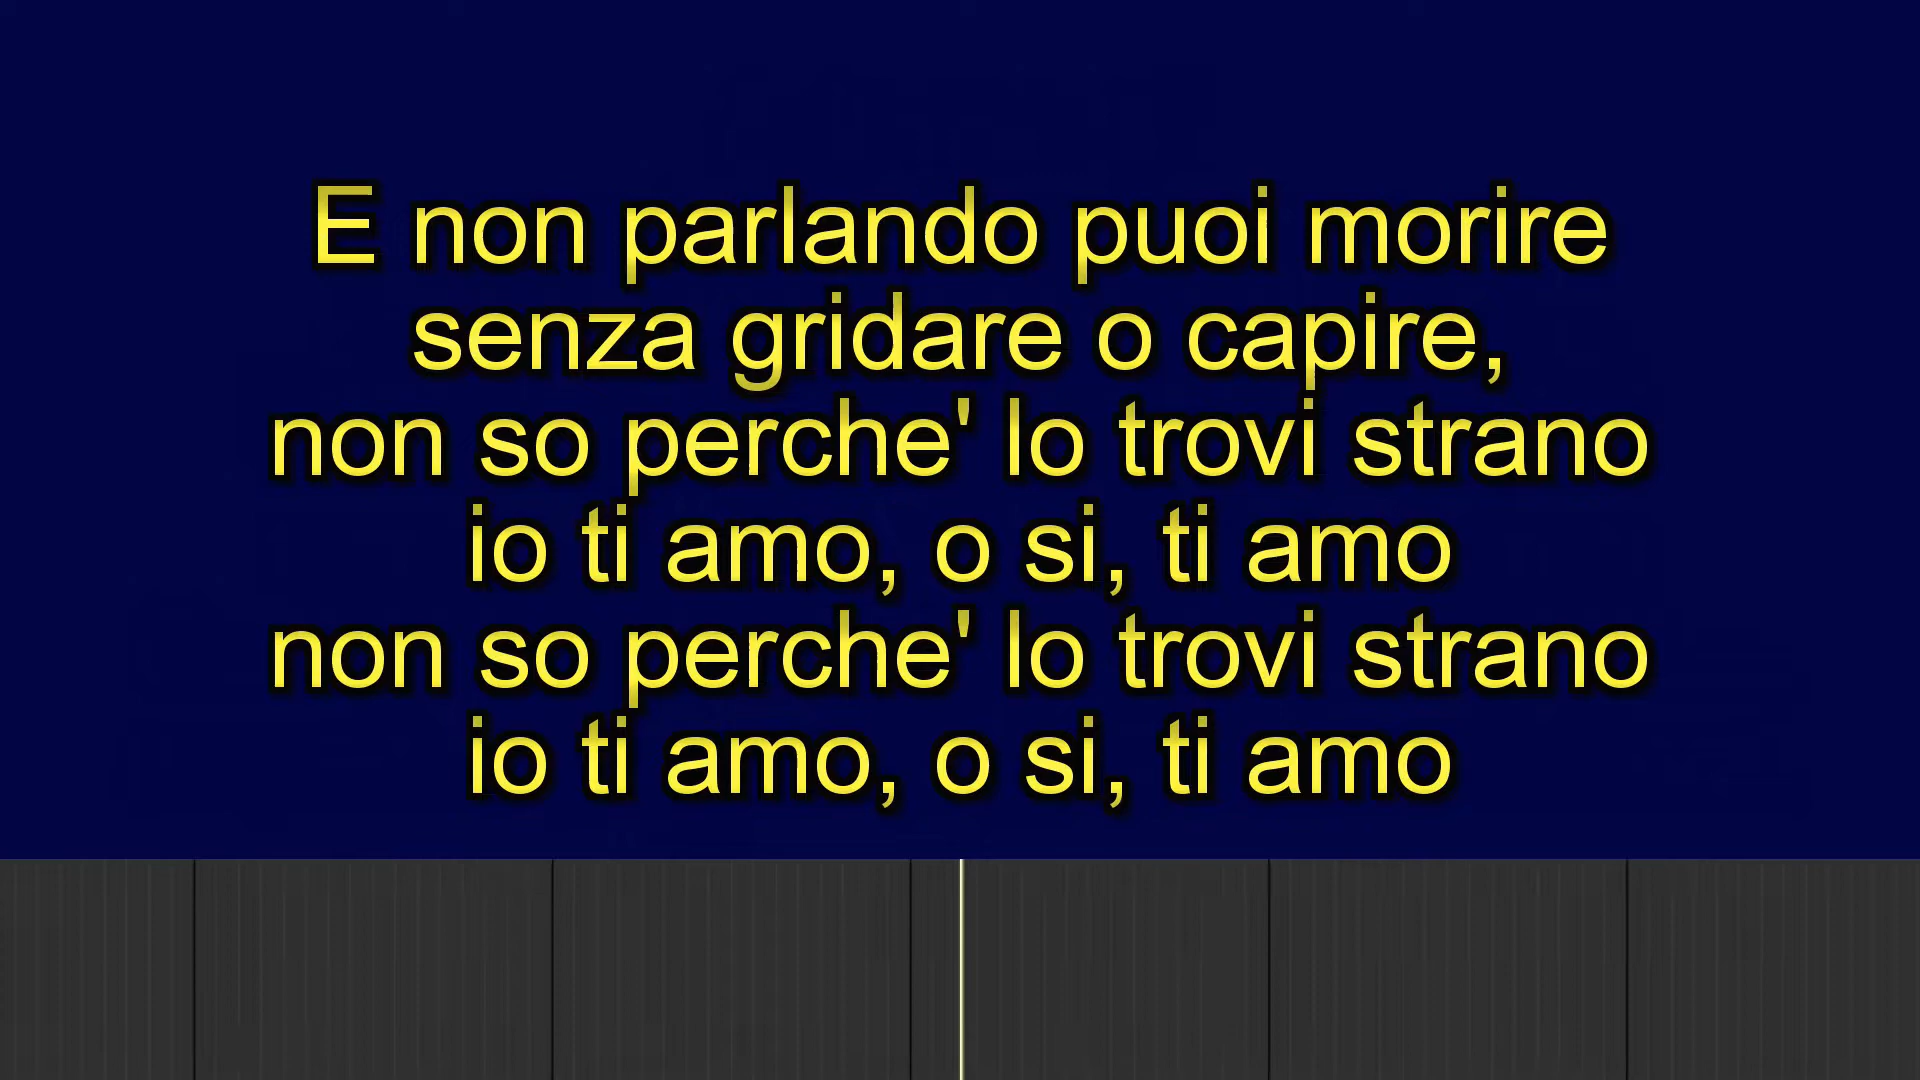 E non parlando puoi morire
senza gridare o capire,
non so perche' lo trovi strano
io ti amo, o si, ti amo
non so perche' lo trovi strano
io ti amo, o si, ti amo